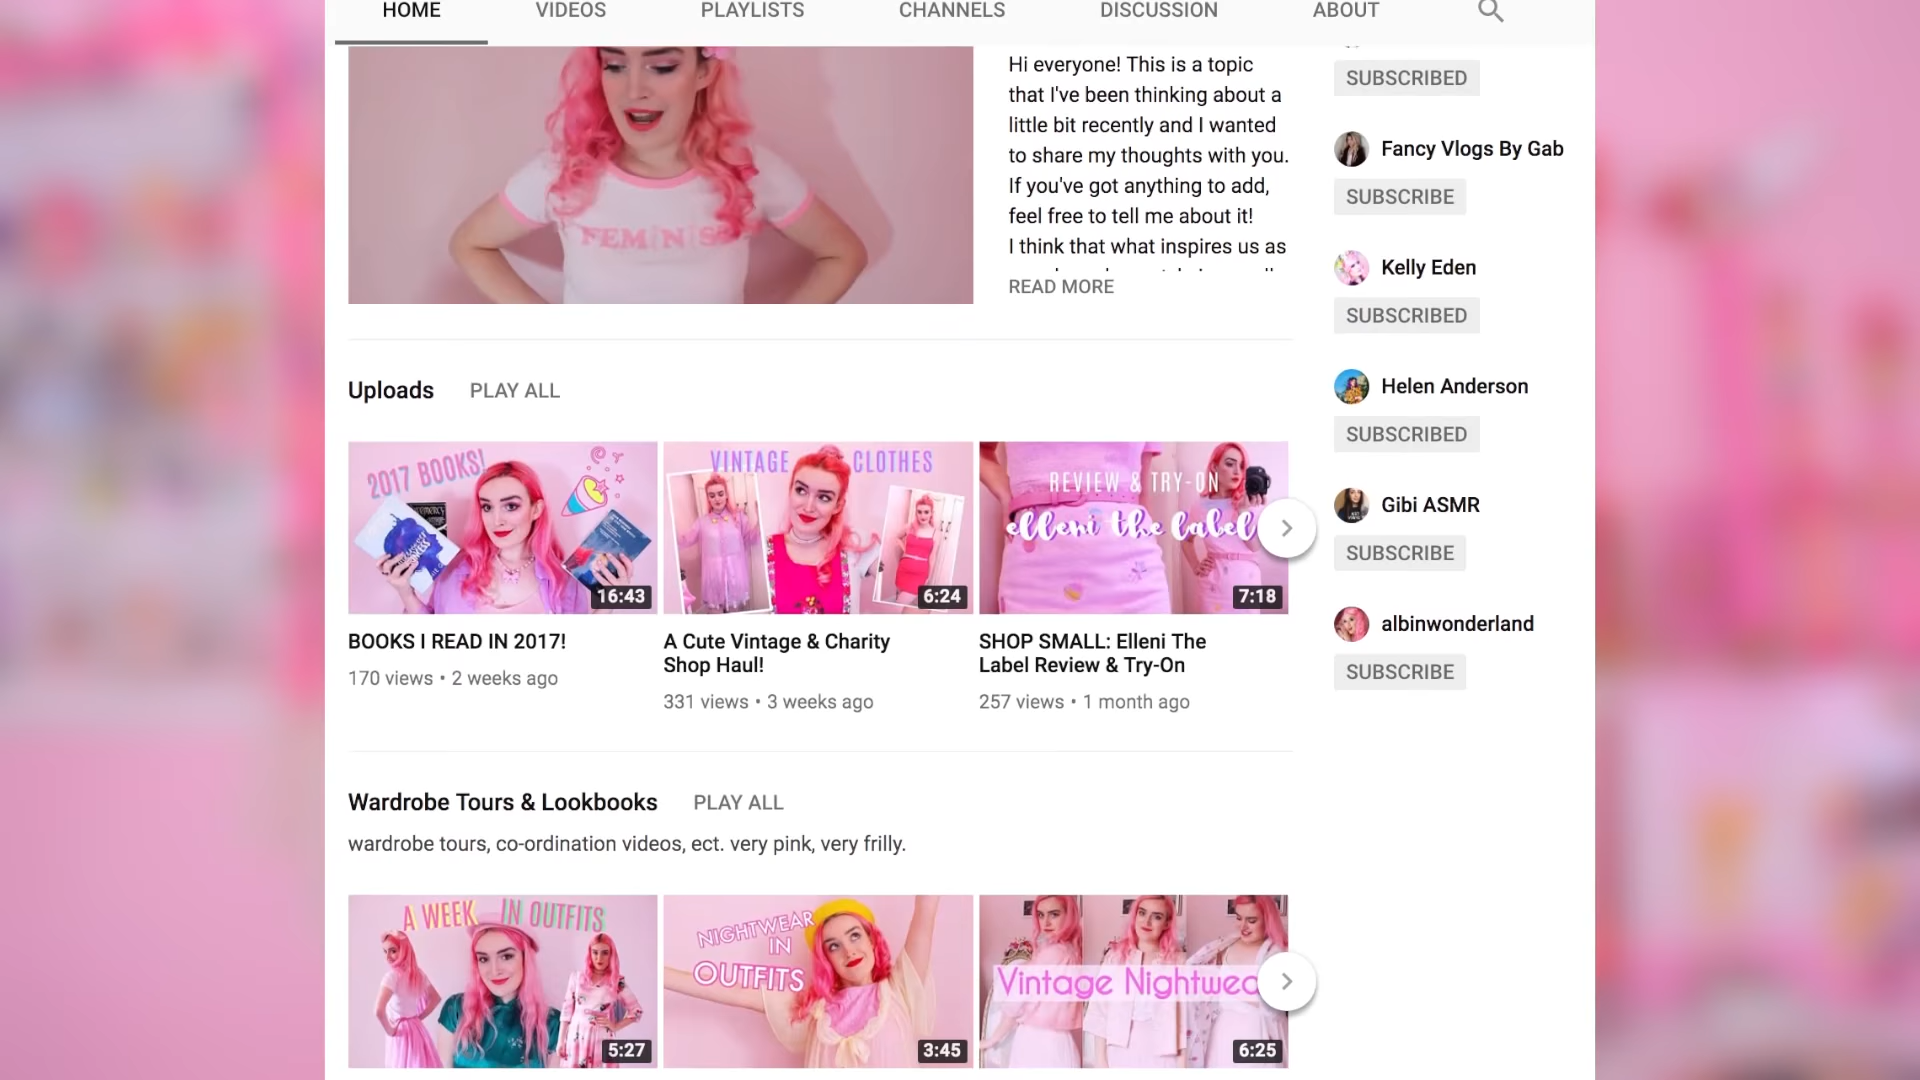 HOME VIDEOS PLAYLISTS CHANNELS DISCUSSION ABOUT
FEMINIS
Hi everyone! This is a topic
that I've been thinking about a
little bit recently and I wanted
to share my thoughts with you.
If you've got anything to add,
feel free to tell me about it!
I think that what inspires us as
READ MORE
SUBSCRIBED
Fancy Vlogs By Gab
SUBSCRIBE
Kelly Eden
SUBSCRIBED
Helen Anderson
SUBSCRIBED
Gibi ASMR
SUBSCRIBE
albinwonderland
SUBSCRIBE
Uploads PLAY ALL
2017 BOOKS!
16:43
BOOKS I READ IN 2017!
170 views • 2 weeks ago
VINTAGE CLOTHES
6:24
A Cute Vintage & Charity
Shop Haul!
331 views • 3 weeks ago
REVIEW & TRY-ON
elleni the label
7:18
SHOP SMALL: Elleni The
Label Review & Try-On
257 views • 1 month ago
Wardrobe Tours & Lookbooks PLAY ALL
wardrobe tours, co-ordination videos, ect. very pink, very frilly.
A WEEK IN OUTFITS
5:27
NIGHTWEAR
IN
OUTFITS
3:45
Vintage Nightwea
6:25